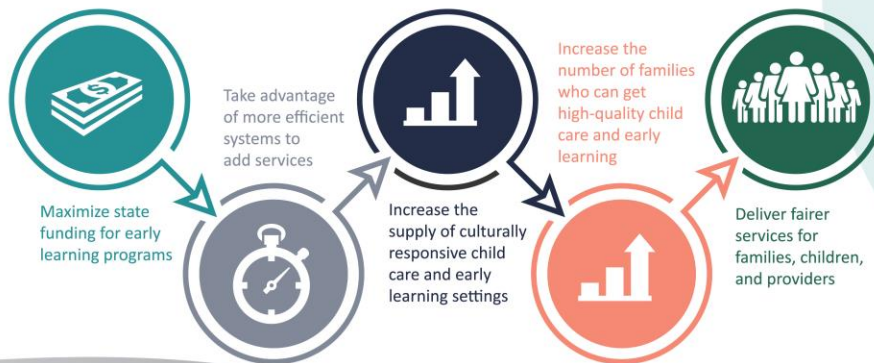 Maximize state
funding for early
learning programs
Take advantage
of more efficient
systems to
add services
Increase the
supply of culturally
responsive child
care and early
learning settings
Increase the
number of families
who can get
high-quality child
care and early
learning
Deliver fairer
services for
families, children,
and providers